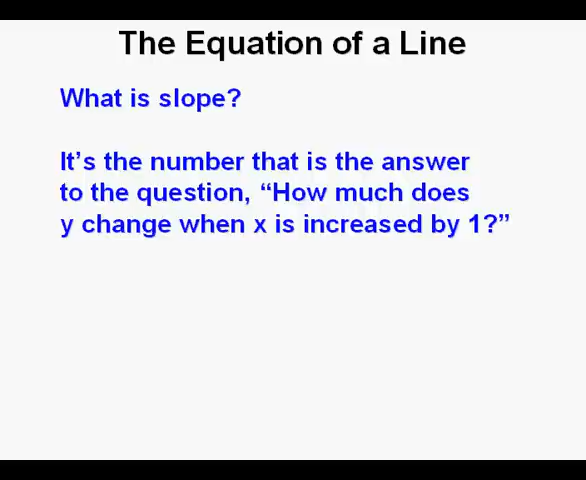 The Equation of a Line
What is slope?
It’s the number that is the answer
to the question, “How much does
y change when x is increased by 1?”